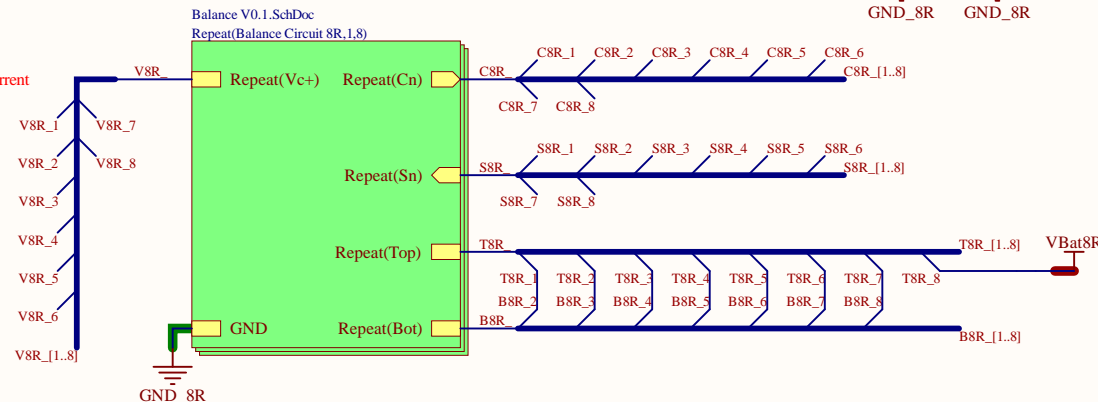 GND_8R
GND_8R
Balance V0.1.SchDoc
Repeat(Balance Circuit 8R,1,8)
rrent
V8R_
Repeat(Vc+)
Repeat(Cn)
C8R_
C8R_1
C8R_2
C8R_3
C8R_4
C8R_5
C8R_6
C8R_[1..8]
C8R_7
C8R_8
V8R_1
V8R_7
V8R_2
V8R_8
V8R_3
V8R_4
V8R_5
V8R_6
V8R_[1..8]
Repeat(Sn)
S8R_
S8R_1
S8R_2
S8R_3
S8R_4
S8R_5
S8R_6
S8R_[1..8]
S8R_7
S8R_8
Repeat(Top)
T8R_
T8R_[1..8]
VBat8R
T8R_1
T8R_2
T8R_3
T8R_4
T8R_5
T8R_6
T8R_7
T8R_8
B8R_2
B8R_3
B8R_4
B8R_5
B8R_6
B8R_7
B8R_8
GND
Repeat(Bot)
B8R_
B8R_[1..8]
GND_8R